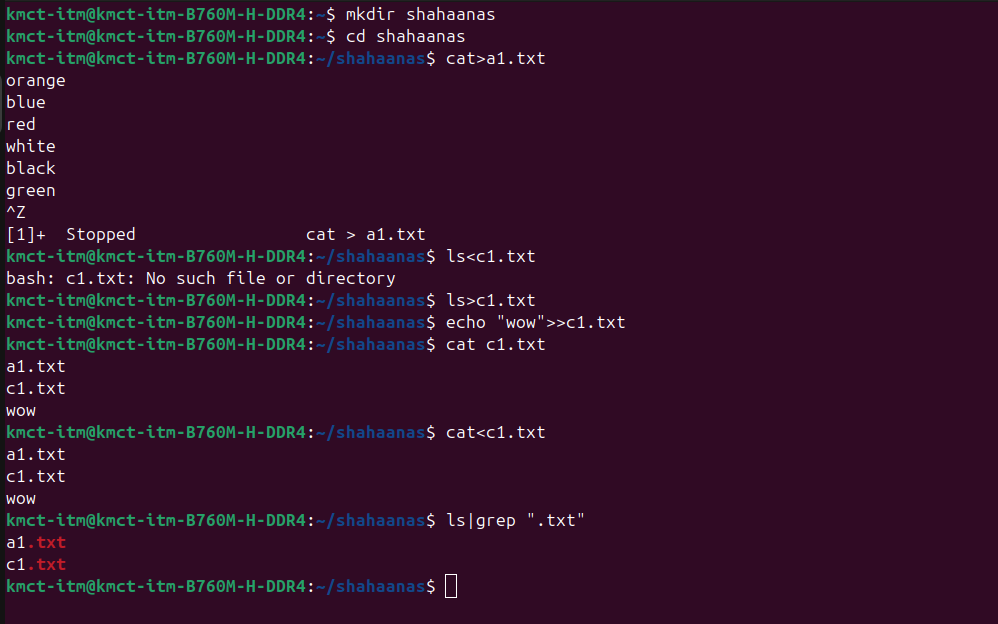 kmct-itm@kmct-itm-B760M-H-DDR4:~$ mkdir shahaanas
kmct-itm@kmct-itm-B760M-H-DDR4:~$ cd shahaanas
kmct-itm@kmct-itm-B760M-H-DDR4:~/shahaanas$ cat>a1.txt
orange
blue
red
white
black
green
^Z
[1]+  Stopped                 cat > a1.txt
kmct-itm@kmct-itm-B760M-H-DDR4:~/shahaanas$ ls<c1.txt
bash: c1.txt: No such file or directory
kmct-itm@kmct-itm-B760M-H-DDR4:~/shahaanas$ ls>c1.txt
kmct-itm@kmct-itm-B760M-H-DDR4:~/shahaanas$ echo "wow">>c1.txt
kmct-itm@kmct-itm-B760M-H-DDR4:~/shahaanas$ cat c1.txt
a1.txt
c1.txt
wow
kmct-itm@kmct-itm-B760M-H-DDR4:~/shahaanas$ cat<c1.txt
a1.txt
c1.txt
wow
kmct-itm@kmct-itm-B760M-H-DDR4:~/shahaanas$ ls|grep ".txt"
a1.txt
c1.txt
kmct-itm@kmct-itm-B760M-H-DDR4:~/shahaanas$